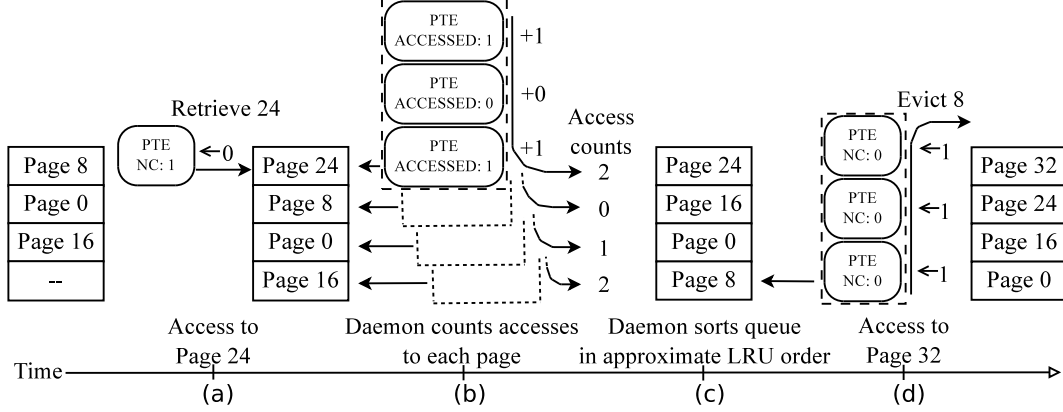 PTE
ACCESSED: 1
+1
PTE
ACCESSED: 0
+0
PTE
ACCESSED: 1
+1
Retrieve 24
PTE
NC: 1
0
Page 8
Page 0
Page 16
--
Page 24
Page 8
Page 0
Page 16
Access
counts
2
0
1
2
Page 24
Page 16
Page 0
Page 8
Evict 8
PTE
NC: 0
1
PTE
NC: 0
1
PTE
NC: 0
1
Page 32
Page 24
Page 16
Page 0
Access to
Page 24
Daemon counts accesses
to each page
Daemon sorts queue
in approximate LRU order
Access to
Page 32
Time
(a)
(b)
(c)
(d)